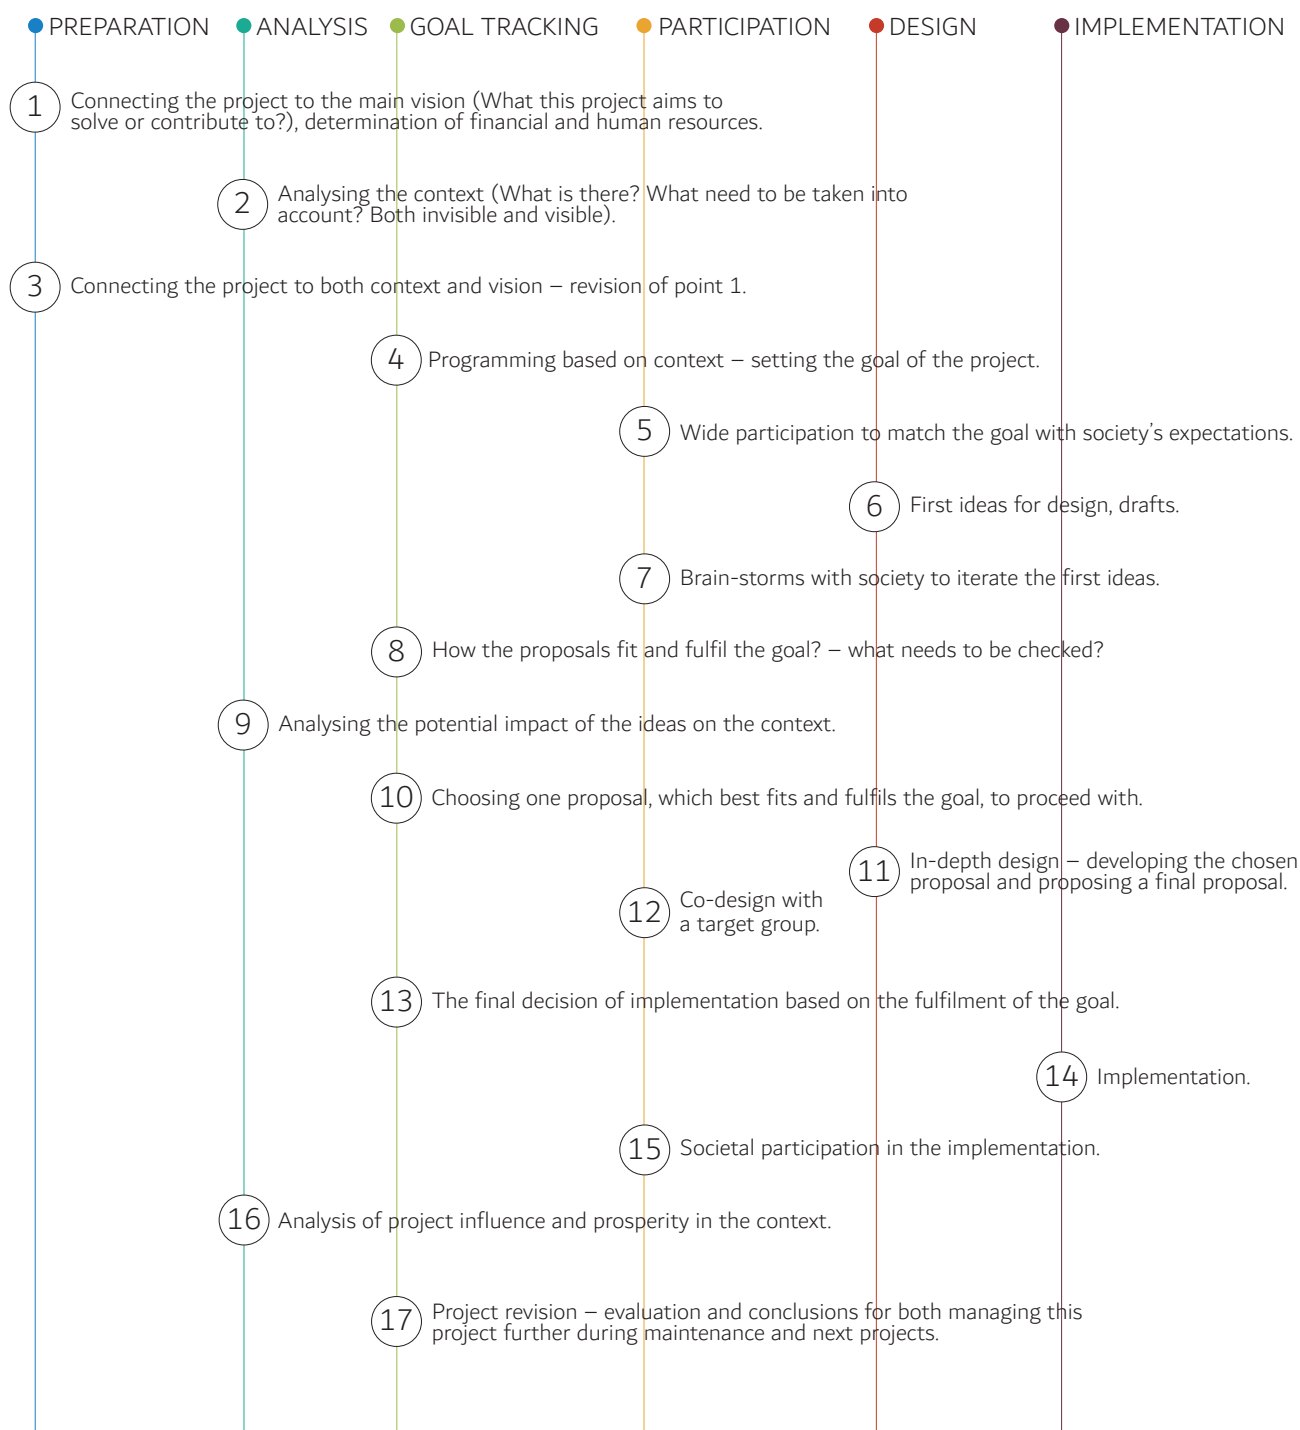 PREPARATION ANALYSIS GOAL TRACKING PARTICIPATION DESIGN IMPLEMENTATION
1 Connecting the project to the main vision (What this project aims to
solve or contribute to?), determination of financial and human resources.
2 Analysing the context (What is there? What need to be taken into
account? Both invisible and visible).
3 Connecting the project to both context and vision – revision of point 1.
4 Programming based on context – setting the goal of the project.
5 Wide participation to match the goal with society's expectations.
6 First ideas for design, drafts.
7 Brain-storms with society to iterate the first ideas.
8 How the proposals fit and fulfil the goal? – what needs to be checked?
9 Analysing the potential impact of the ideas on the context.
10 Choosing one proposal, which best fits and fulfils the goal, to proceed with.
11 In-depth design – developing the chosen
proposal and proposing a final proposal.
12 Co-design with
a target group.
13 The final decision of implementation based on the fulfilment of the goal.
14 Implementation.
15 Societal participation in the implementation.
16 Analysis of project influence and prosperity in the context.
17 Project revision – evaluation and conclusions for both managing this
project further during maintenance and next projects.